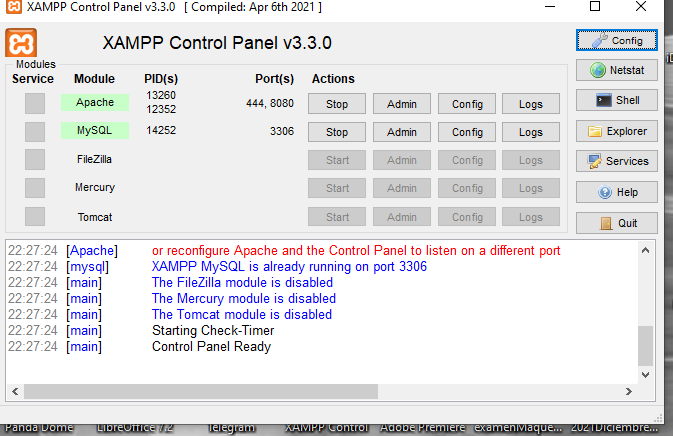 XAMPP Control Panel v3.3.0 [ Compiled: Apr 6th 2021 ]
XAMPP Control Panel v3.3.0
Config
Modules
Service Module PID(s) Port(s) Actions
Netstat
Apache 13260 12352 444, 8080 Stop Admin Config Logs
Shell
MySQL 14252 3306 Stop Admin Config Logs
Explorer
FileZilla Start Admin Config Logs
Services
Mercury Start Admin Config Logs
Help
Tomcat Start Admin Config Logs
Quit
22:27:24 [Apache] or reconfigure Apache and the Control Panel to listen on a different port
22:27:24 [mysql] XAMPP MySQL is already running on port 3306
22:27:24 [main] The FileZilla module is disabled
22:27:24 [main] The Mercury module is disabled
22:27:24 [main] The Tomcat module is disabled
22:27:24 [main] Starting Check-Timer
22:27:24 [main] Control Panel Ready
Panda Dome LibreOffice 7.2 Telegram XAMPP Control Adobe Premiere examenMaque... 2021Diciembre...